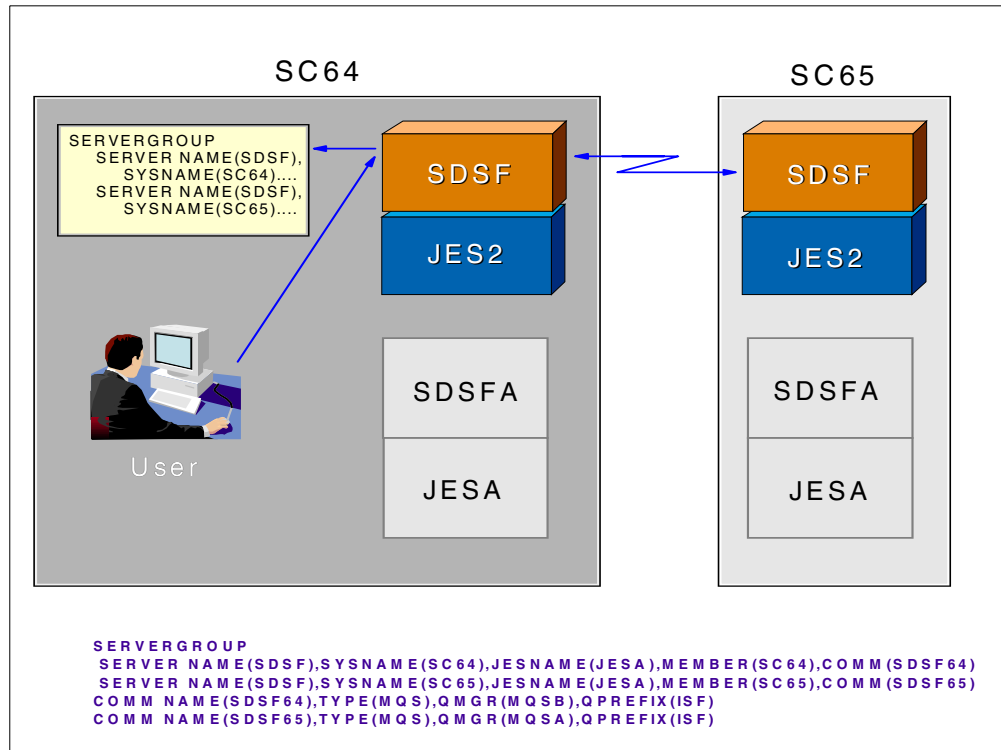 SC64
SC65
SERVERGROUP
SERVER NAME(SDSF),
SYSNAME(SC64)....
SERVER NAME(SDSF),
SYSNAME(SC65)....
SDSF
JES2
SDSF
JES2
User
SDSFA
JESA
SDSFA
JESA
SERVERGROUP
SERVER NAME(SDSF),SYSNAME(SC64),JESNAME(JESA),MEMBER(SC64),COMM(SDSF64)
SERVER NAME(SDSF),SYSNAME(SC65),JESNAME(JESA),MEMBER(SC65),COMM(SDSF65)
COMM NAME(SDSF64),TYPE(MQS),QMGR(MQSB),QPREFIX(ISF)
COMM NAME(SDSF65),TYPE(MQS),QMGR(MQSA),QPREFIX(ISF)